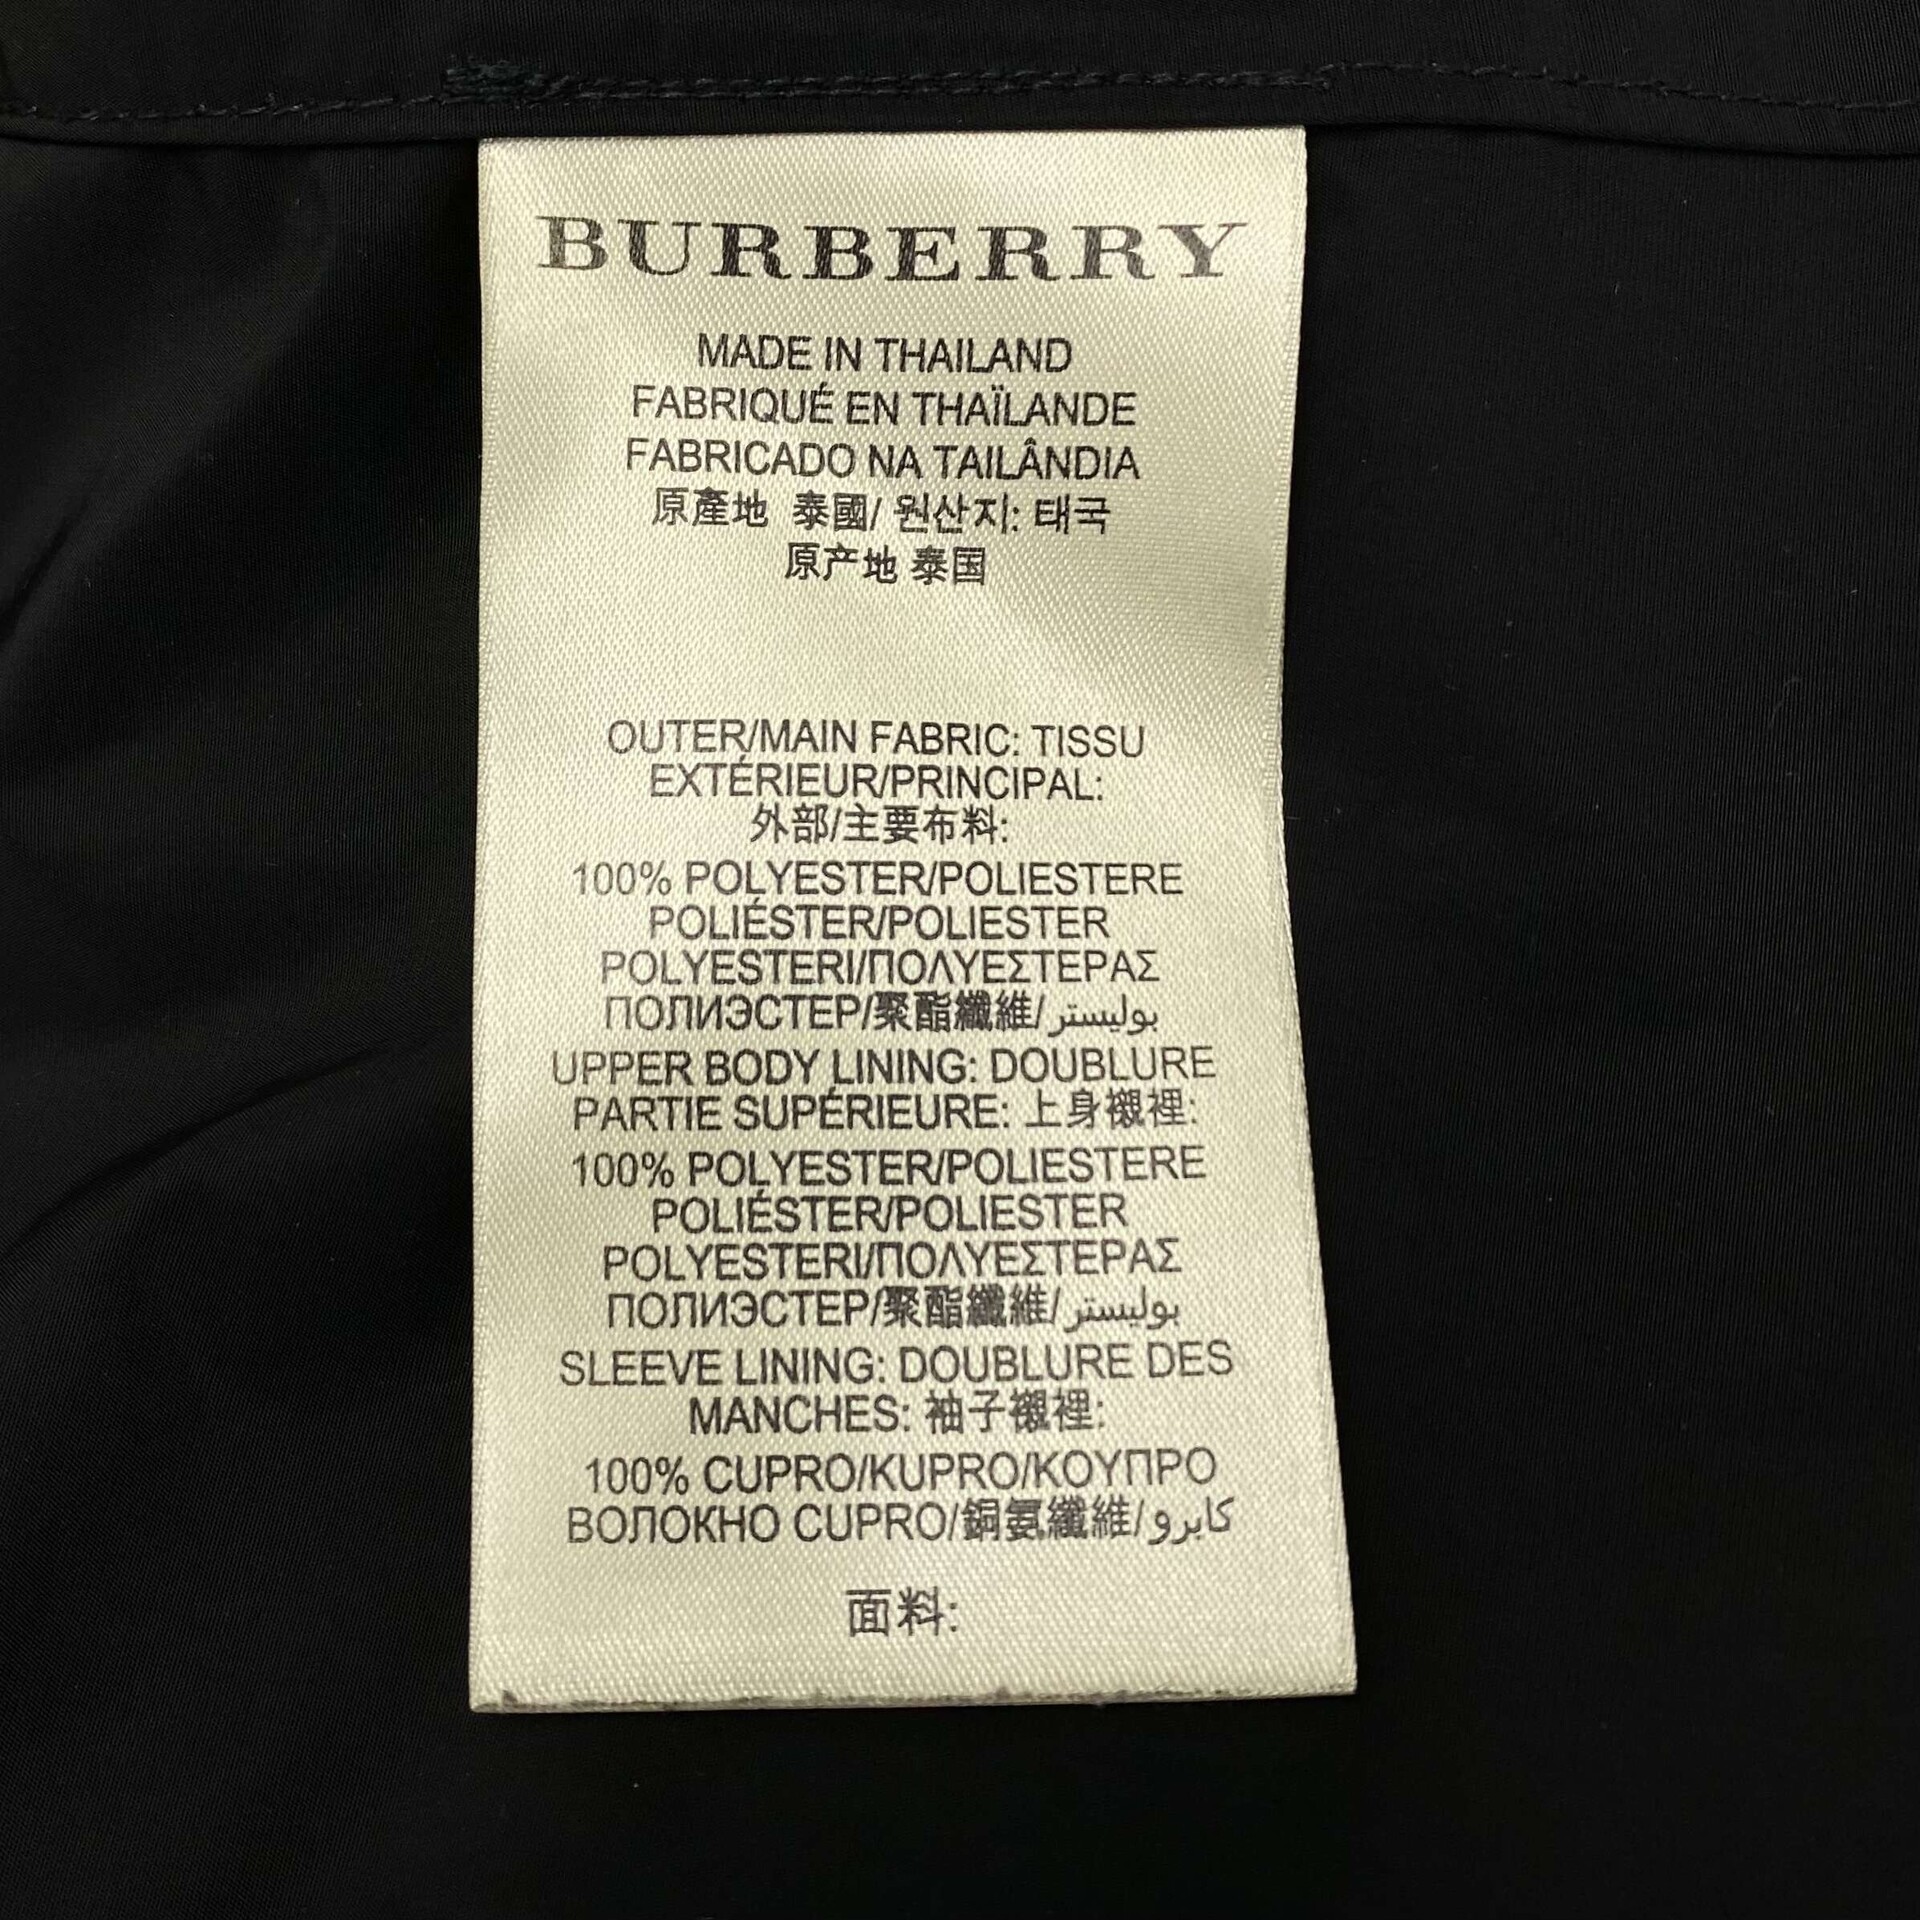 BURBERRY
MADE IN THAILAND
FABRIQUÉ EN THAÏLANDE
FABRICADO NA TAILÂNDIA
原產地 泰國/ 원산지: 태국
原产地 泰国
OUTER/MAIN FABRIC: TISSU
EXTÉRIEUR/PRINCIPAL:
外部/主要布料:
100% POLYESTER/POLIESTERE
POLIÉSTER/POLIESTER
POLYESTERI/ΠΟΛΥΕΣΤΕΡΑΣ
ПОЛИЭСТЕР/聚酯纖維/بوليستر
UPPER BODY LINING: DOUBLURE
PARTIE SUPÉRIEURE: 上身襯裡:
100% POLYESTER/POLIESTERE
POLIÉSTER/POLIESTER
POLYESTERI/ΠΟΛΥΕΣΤΕΡΑΣ
ПОЛИЭСТЕР/聚酯纖維/بوليستر
SLEEVE LINING: DOUBLURE DES
MANCHES: 袖子襯裡:
100% CUPRO/KUPRO/ΚΟΥΠΡΟ
ВОЛОКНО CUPRO/銅氨纖維/كابرو
面料: